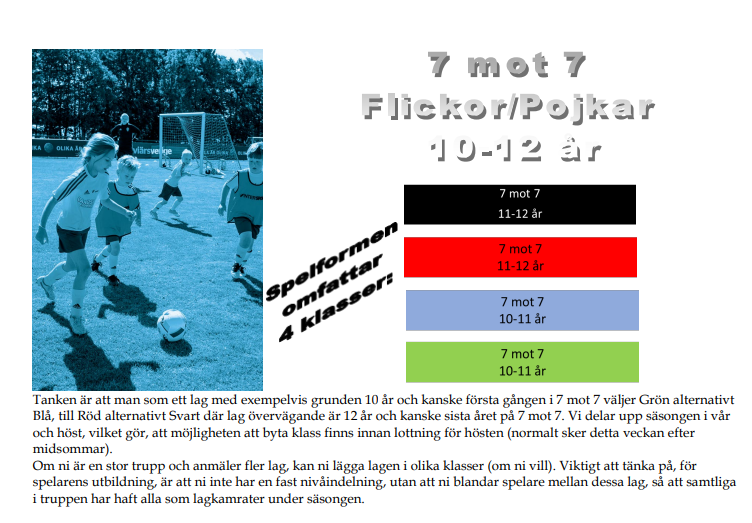 7 mot 7
Flickor/Pojkar
10-12 år
7 mot 7
11-12 år
7 mot 7
11-12 år
Spelformen
omfattar
4 klasser:
7 mot 7
10-11 år
7 mot 7
10-11 år
Tanken är att man som ett lag med exempelvis grunden 10 år och kanske första gången i 7 mot 7 väljer Grön alternativt
Blå, till Röd alternativt Svart där lag övervägande är 12 år och kanske sista året på 7 mot 7. Vi delar upp säsongen i vår
och höst, vilket gör, att möjligheten att byta klass finns innan lottning för hösten (normalt sker detta veckan efter
midsommar).
Om ni är en stor trupp och anmäler fler lag, kan ni lägga lagen i olika klasser (om ni vill). Viktigt att tänka på, för
spelarens utbildning, är att ni inte har en fast nivåindelning, utan att ni blandar spelare mellan dessa lag, så att samtliga
i truppen har haft alla som lagkamrater under säsongen.